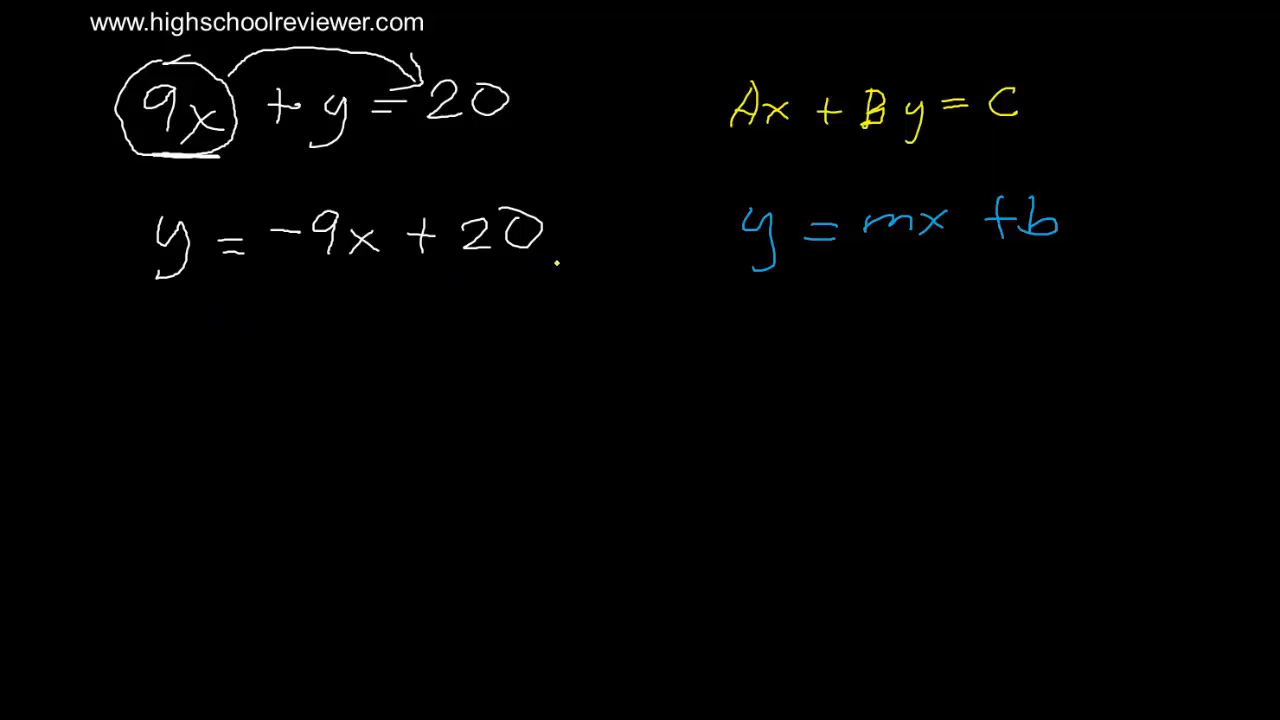 www.highschoolreviewer.com
9x + y = 20
Ax + By = C
y = -9x + 20
y = mx + b